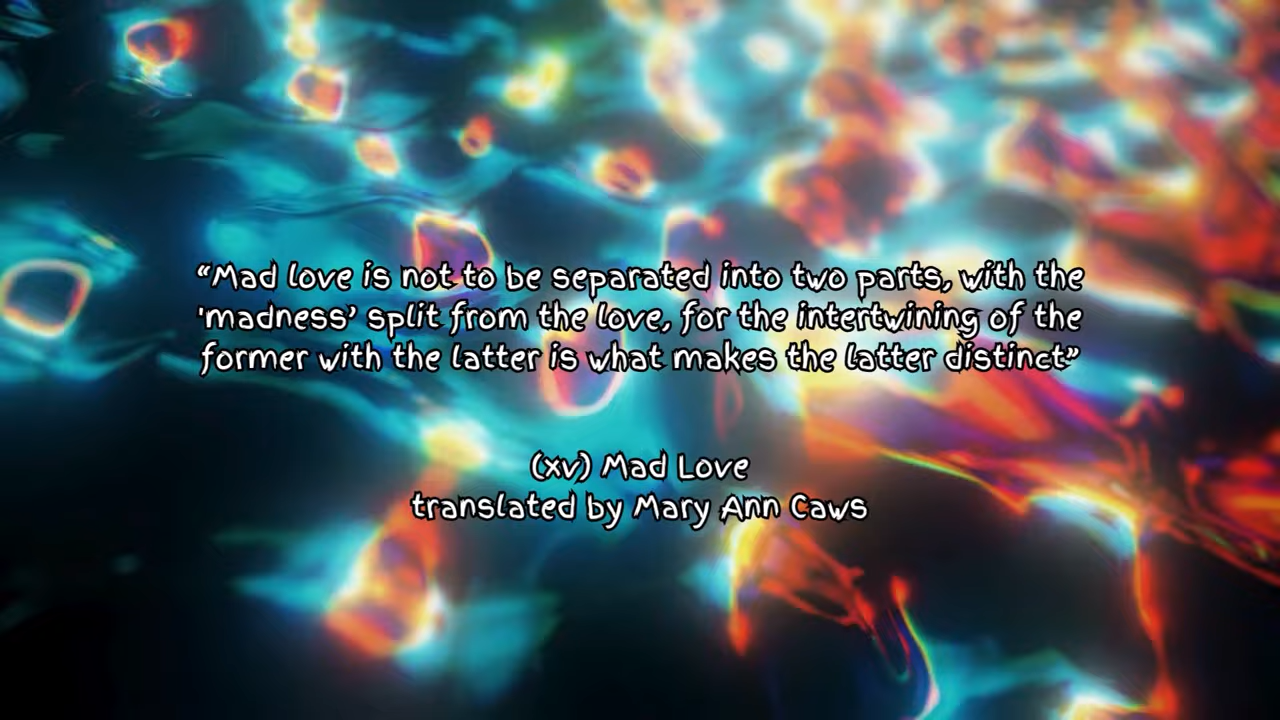 “Mad love is not to be separated into two parts, with the
'madness’ split from the love, for the intertwining of the
former with the latter is what makes the latter distinct”
(xv) Mad Love
translated by Mary Ann Caws